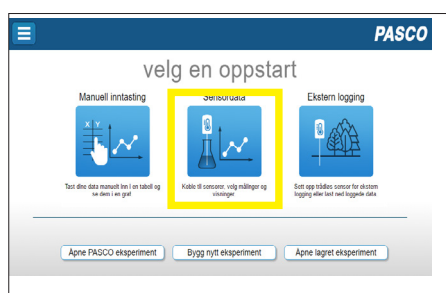 PASCO
velg en oppstart
Manuell inntasting
Sensordata
Ekstern logging
X Y
Tast dine data manuelt inn i en tabell og
se dem i en graf
Koble til sensorer, velg målinger og
visninger
Sett opp trådløs sensor for ekstern
logging eller last ned loggede data
Åpne PASCO eksperiment
Bygg nytt eksperiment
Åpne lagret eksperiment